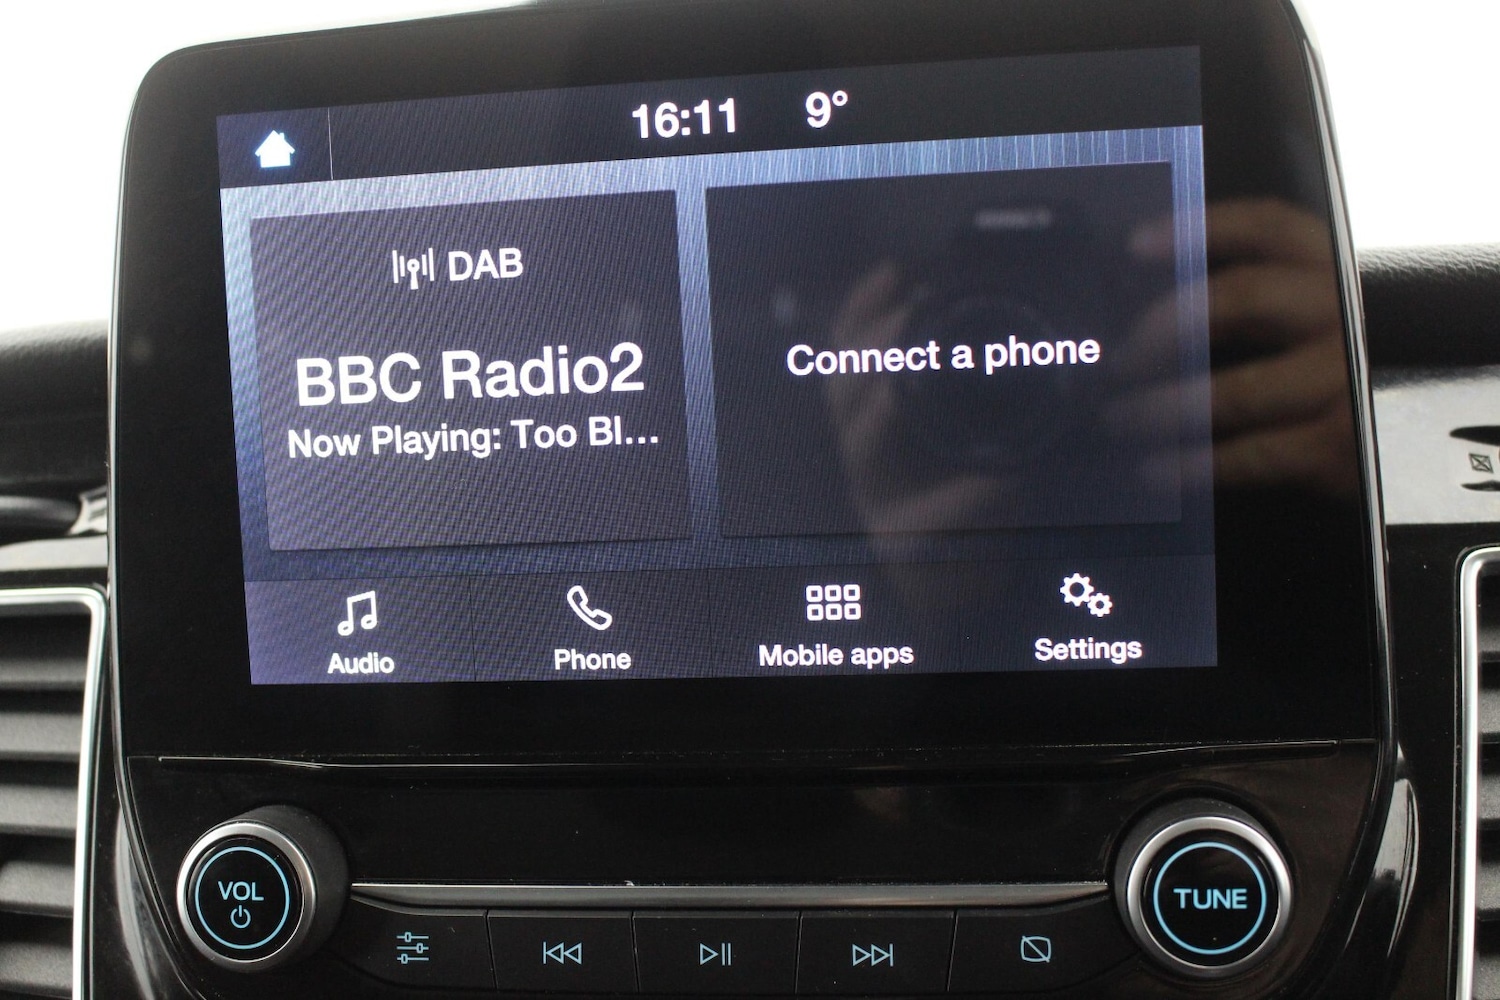 16:11 9°
DAB
BBC Radio2
Now Playing: Too Bl...
Connect a phone
Audio
Phone
Mobile apps
Settings
VOL
TUNE